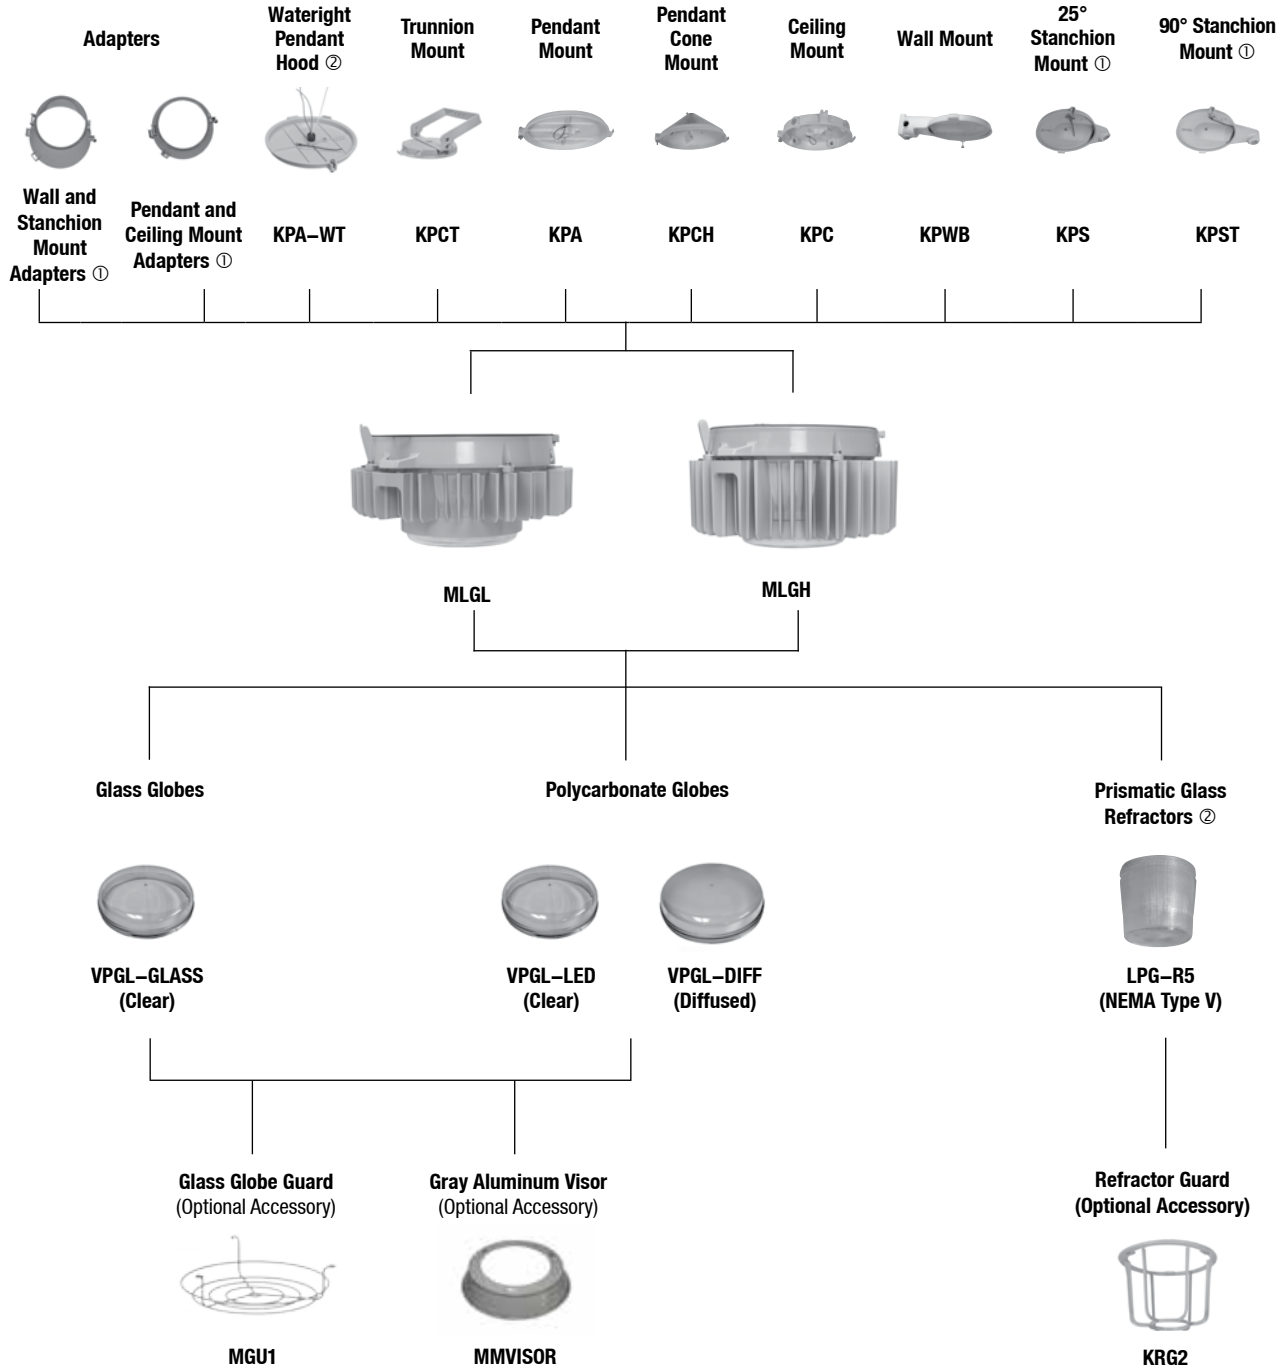 Adapters
Wateright
Pendant
Hood ②
Trunnion
Mount
Pendant
Mount
Pendant
Cone
Mount
Ceiling
Mount
Wall Mount
25°
Stanchion
Mount ①
90° Stanchion
Mount ①
Wall and
Stanchion
Mount
Adapters ①
Pendant and
Ceiling Mount
Adapters ①
KPA–WT
KPCT
KPA
KPCH
KPC
KPWB
KPS
KPST
MLGL
MLGH
Glass Globes
Polycarbonate Globes
Prismatic Glass
Refractors ②
VPGL–GLASS
(Clear)
VPGL–LED
(Clear)
VPGL–DIFF
(Diffused)
LPG–R5
(NEMA Type V)
Glass Globe Guard
(Optional Accessory)
Gray Aluminum Visor
(Optional Accessory)
Refractor Guard
(Optional Accessory)
MGU1
MMVISOR
KRG2